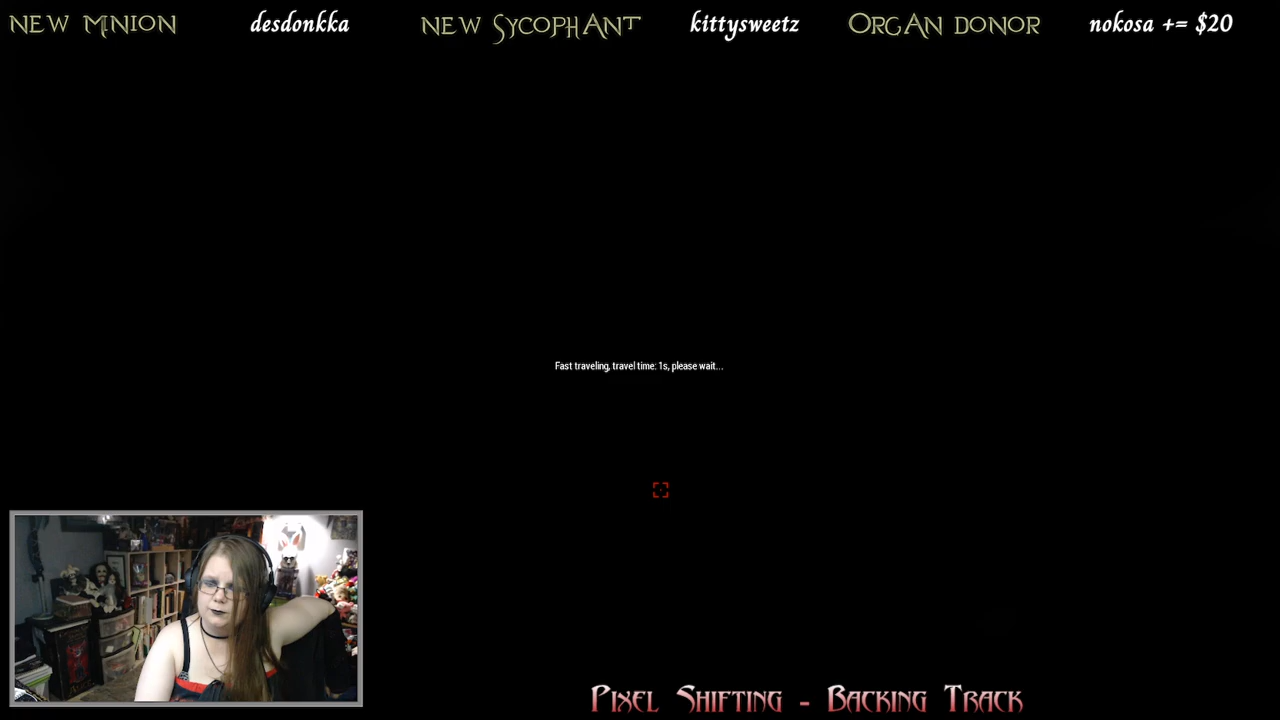 NEW MINION desdonkka NEW SYCOPHANT kittysweetz ORGAN DONOR nokosa += $20
Fast traveling, travel time: 1s, please wait...
PIXEL SHIFTING - BACKING TRACK